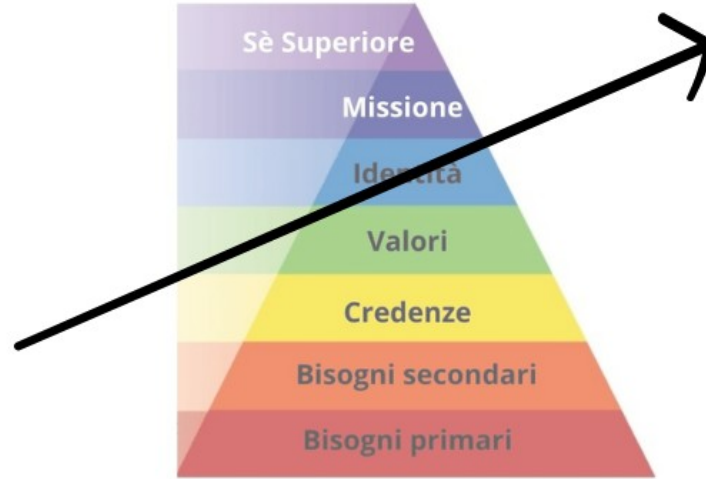 Sè Superiore
Missione
Identità
Valori
Credenze
Bisogni secondari
Bisogni primari